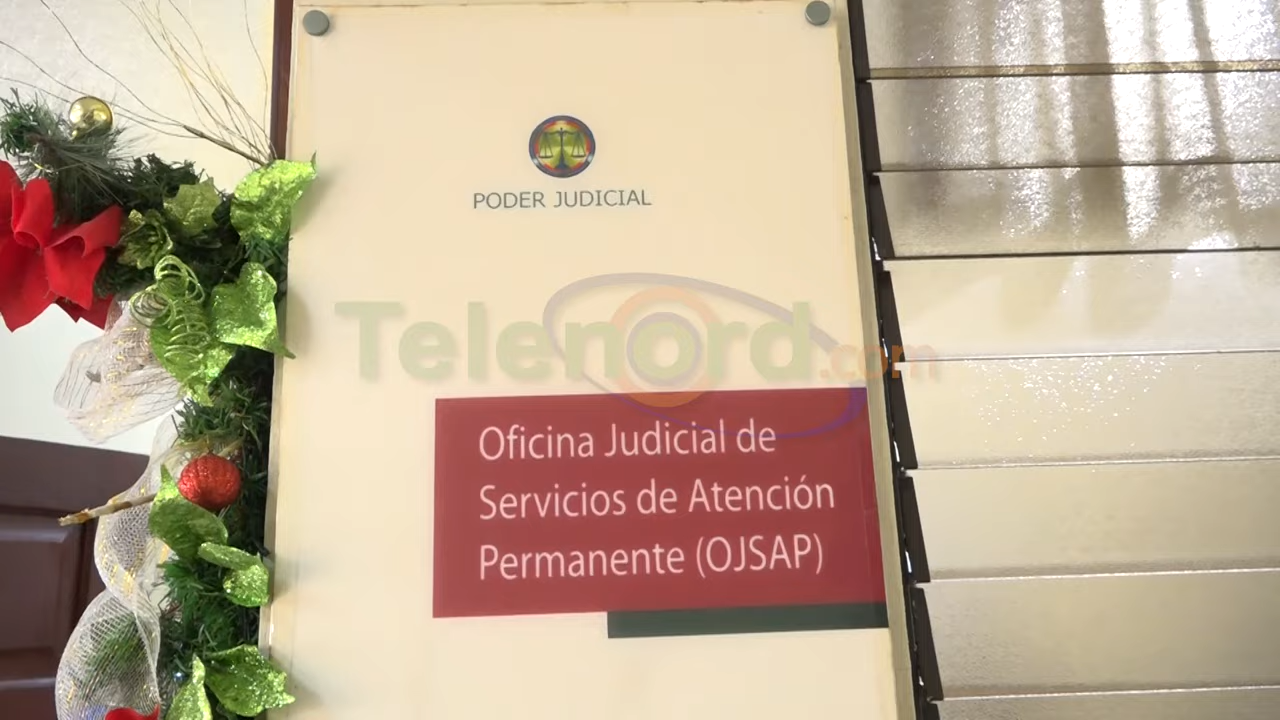 PODER JUDICIAL
Telenord.com
Oficina Judicial de
Servicios de Atención
Permanente (OJSAP)